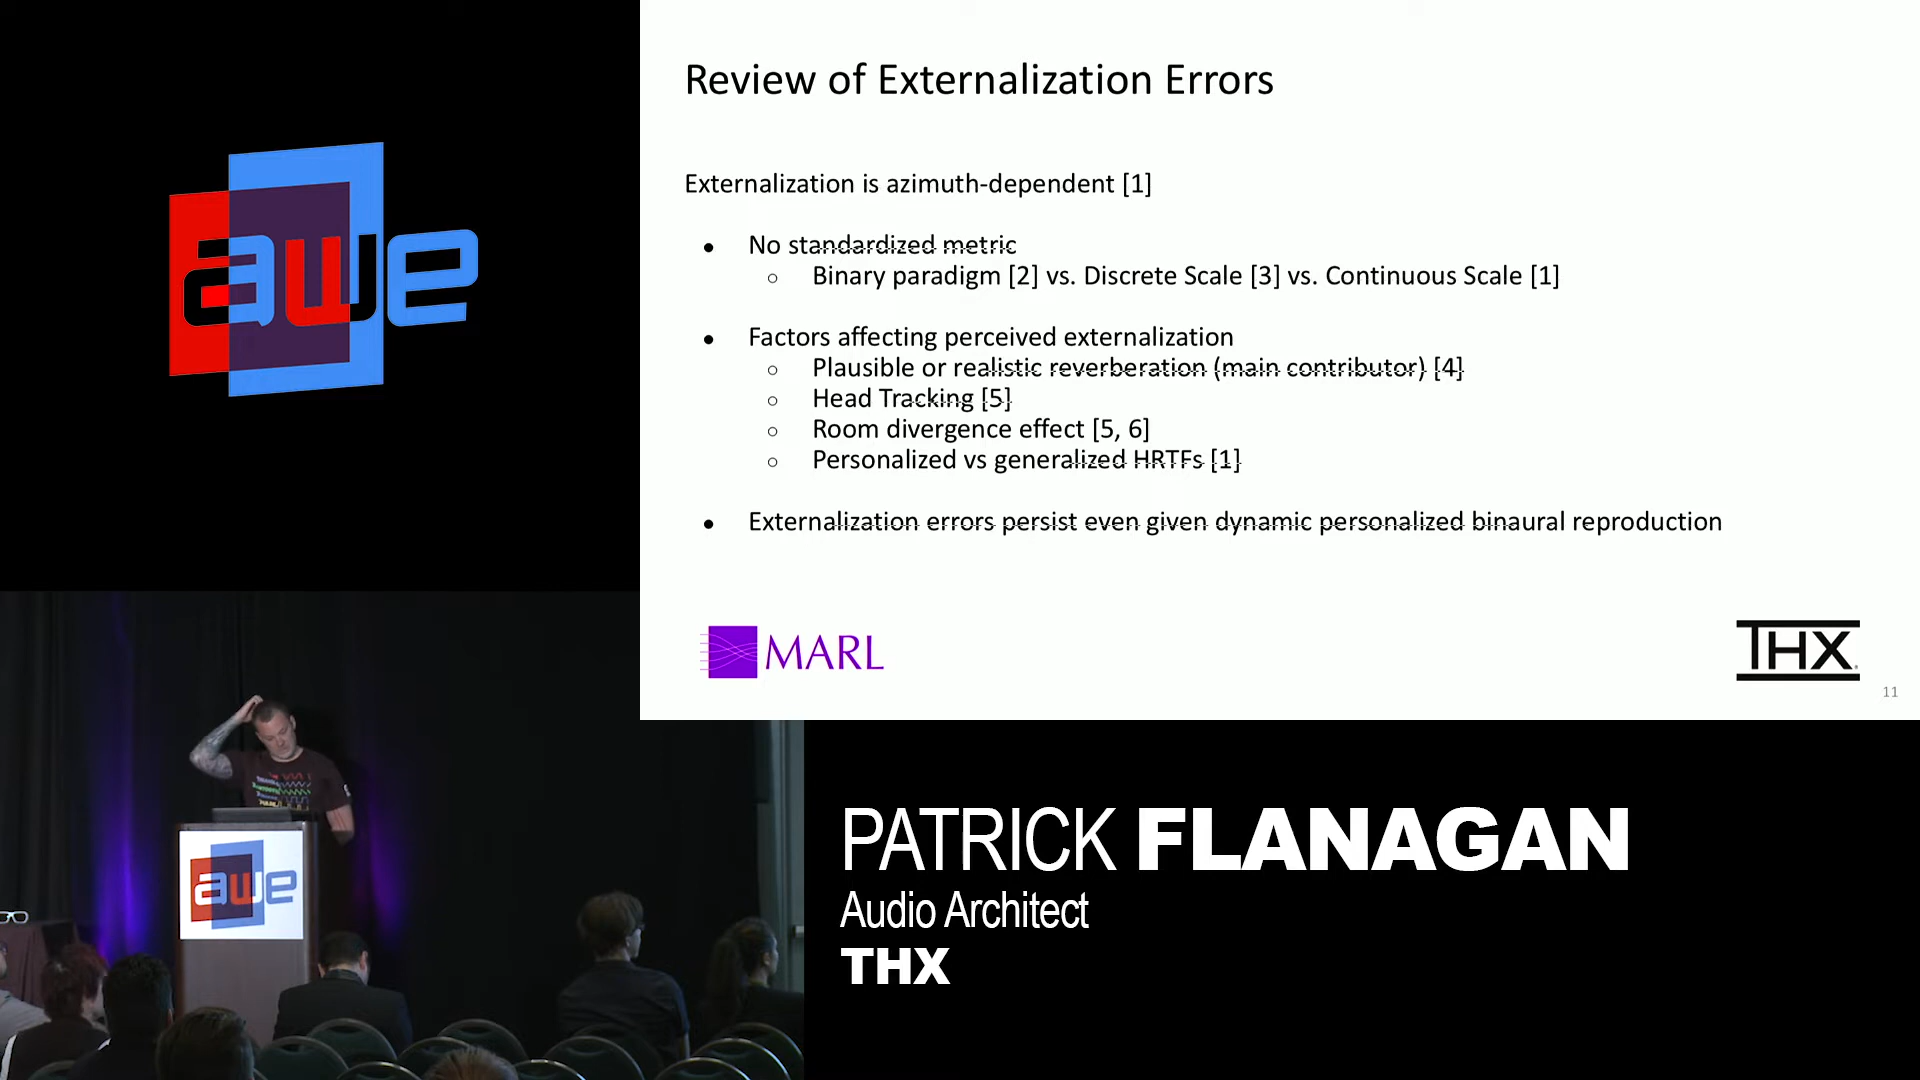 awe
Review of Externalization Errors
Externalization is azimuth-dependent [1]
● No standardized metric
○ Binary paradigm [2] vs. Discrete Scale [3] vs. Continuous Scale [1]
● Factors affecting perceived externalization
○ Plausible or realistic reverberation (main contributor) [4]
○ Head Tracking [5]
○ Room divergence effect [5, 6]
○ Personalized vs generalized HRTFs [1]
● Externalization errors persist even given dynamic personalized binaural reproduction
MARL
THX
11
awe
PATRICK FLANAGAN
Audio Architect
THX